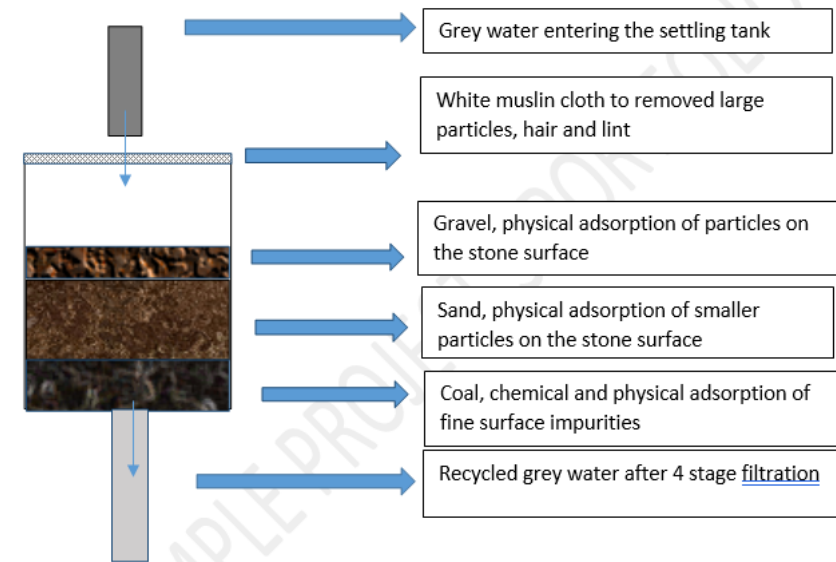 Grey water entering the settling tank
White muslin cloth to removed large
particles, hair and lint
Gravel, physical adsorption of particles on
the stone surface
Sand, physical adsorption of smaller
particles on the stone surface
Coal, chemical and physical adsorption of
fine surface impurities
Recycled grey water after 4 stage filtration